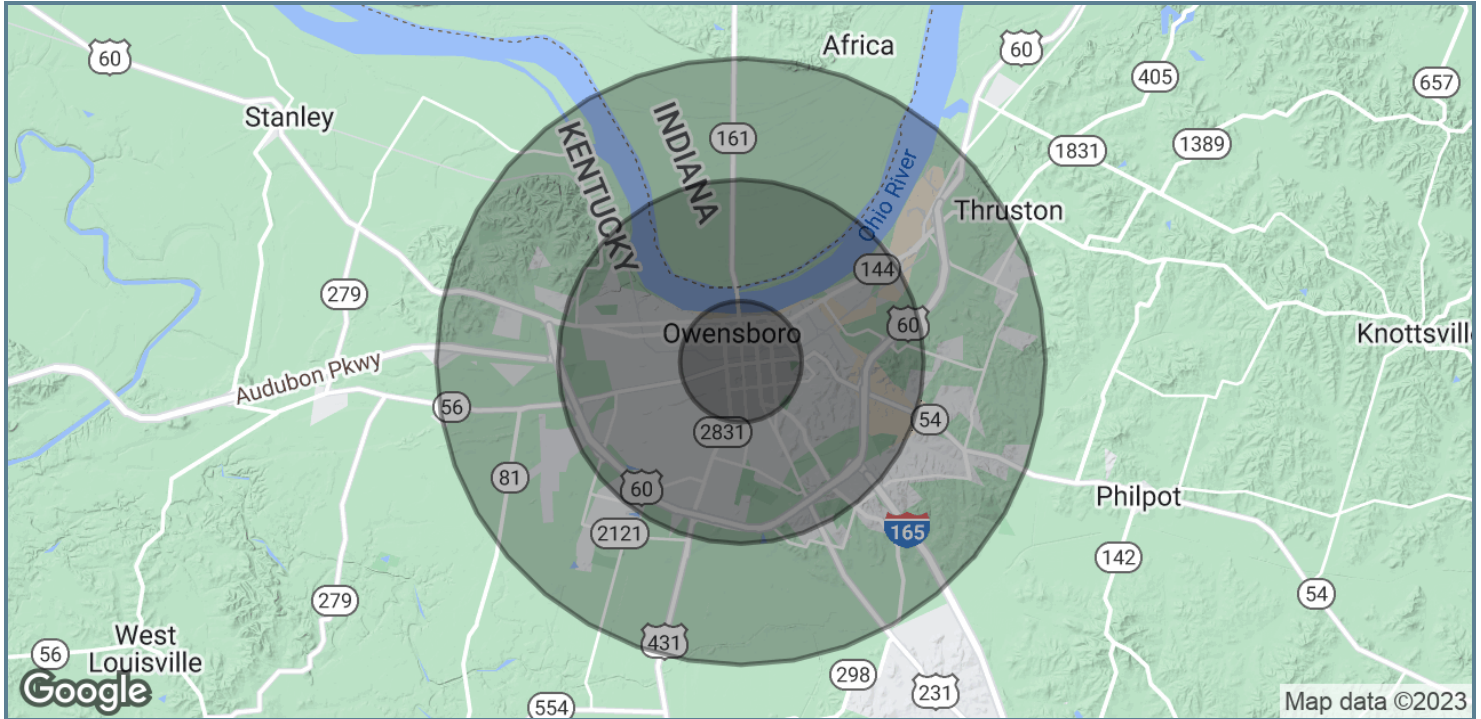 Africa
60
60
405
657
Stanley
161
1389
1831
INDIANA
KENTUCKY
Ohio River
Thruston
144
279
60
Owensboro
Knottsville
Audubon Pkwy
56
54
2831
81
60
Philpot
2121
165
142
279
54
West
Louisville
431
56
298
231
554
Google
Map data ©2023